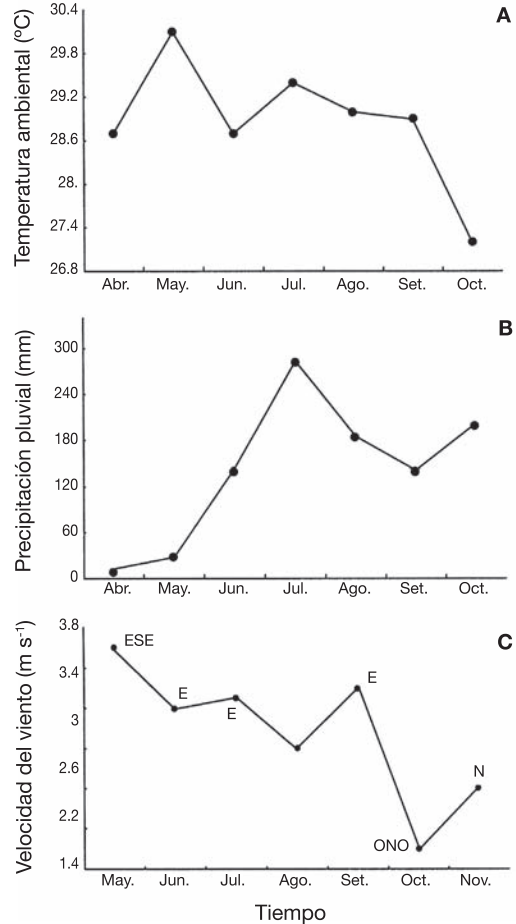 A
Temperatura ambiental (ºC)
30.4
29.8
29.2
28.6
28.
27.4
26.8
Abr. May. Jun. Jul. Ago. Set. Oct.
B
Precipitación pluvial (mm)
300
240
180
120
60
0
Abr. May. Jun. Jul. Ago. Set. Oct.
C
Velocidad del viento (m s-1)
3.8
3.4
3
2.6
2.2
1.4
ESE
E
E
E
ONO
N
May. Jun. Jul. Ago. Set. Oct. Nov.
Tiempo